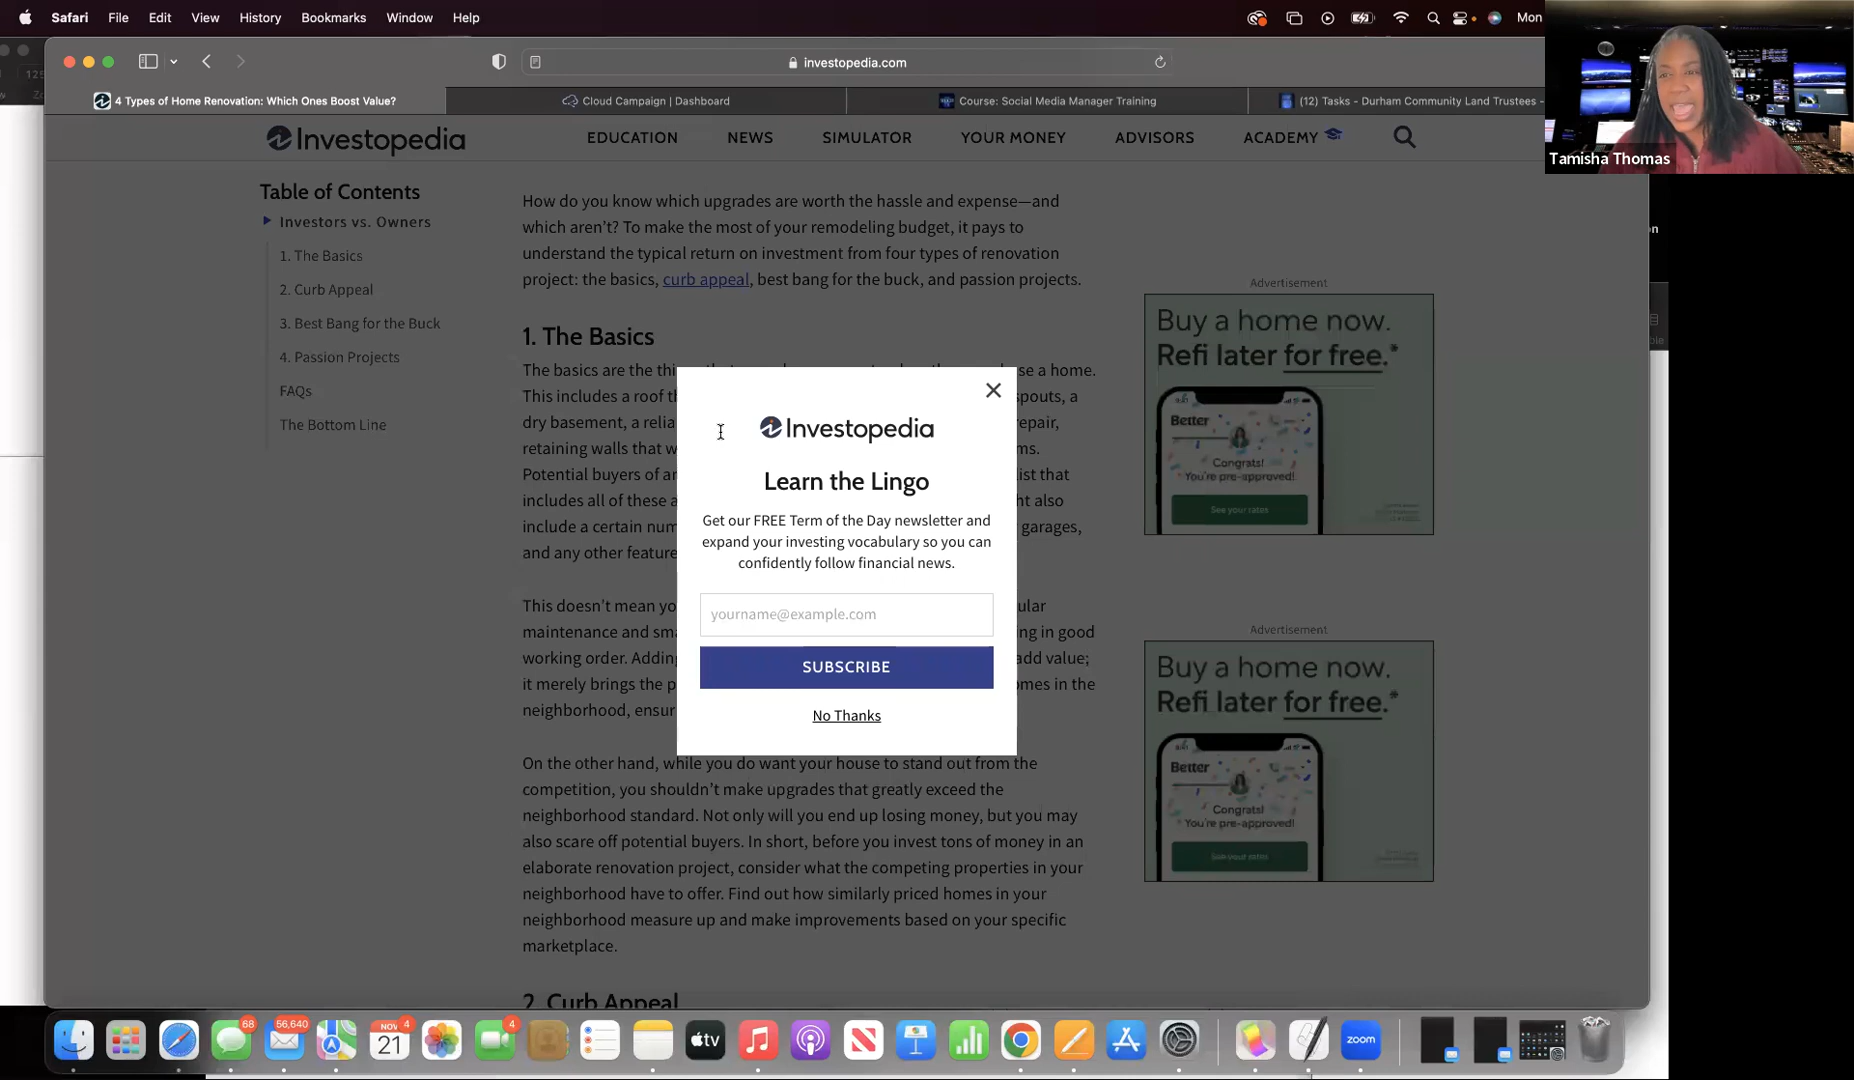 Safari File Edit View History Bookmarks Window Help
Mon
investopedia.com
4 Types of Home Renovation: Which Ones Boost Value?
Cloud Campaign | Dashboard
Course: Social Media Manager Training
(12) Tasks - Durham Community Land Trustees -
Tamisha Thomas
Investopedia
EDUCATION NEWS SIMULATOR YOUR MONEY ADVISORS ACADEMY
Table of Contents
Investors vs. Owners
1. The Basics
2. Curb Appeal
3. Best Bang for the Buck
4. Passion Projects
FAQs
The Bottom Line
How do you know which upgrades are worth the hassle and expense—and
which aren't? To make the most of your remodeling budget, it pays to
understand the typical return on investment from four types of renovation
project: the basics, curb appeal, best bang for the buck, and passion projects.
1. The Basics
The basics are the se a home.
This includes a roof spouts, a
dry basement, a repair,
retaining walls that ms.
Potential buyers of list that
includes all of these ht also
include a certain garages,
and any other
This doesn't mean ular
maintenance and ing in good
working order. add value;
it merely brings the omes in the
neighborhood,
On the other hand, while you do want your house to stand out from the
competition, you shouldn't make upgrades that greatly exceed the
neighborhood standard. Not only will you end up losing money, but you may
also scare off potential buyers. In short, before you invest tons of money in an
elaborate renovation project, consider what the competing properties in your
neighborhood have to offer. Find out how similarly priced homes in your
neighborhood measure up and make improvements based on your specific
marketplace.
2. Curb Appeal
Investopedia
Learn the Lingo
Get our FREE Term of the Day newsletter and
expand your investing vocabulary so you can
confidently follow financial news.
yourname@example.com
SUBSCRIBE
No Thanks
Advertisement
Buy a home now.
Refi later for free.*
Better
Congrats!
You're pre-approved!
See your rates
Advertisement
Buy a home now.
Refi later for free.*
Better
Congrats!
You're pre-approved!
See your rates
68
56,640
NOV 4
21
4
tv
zoom